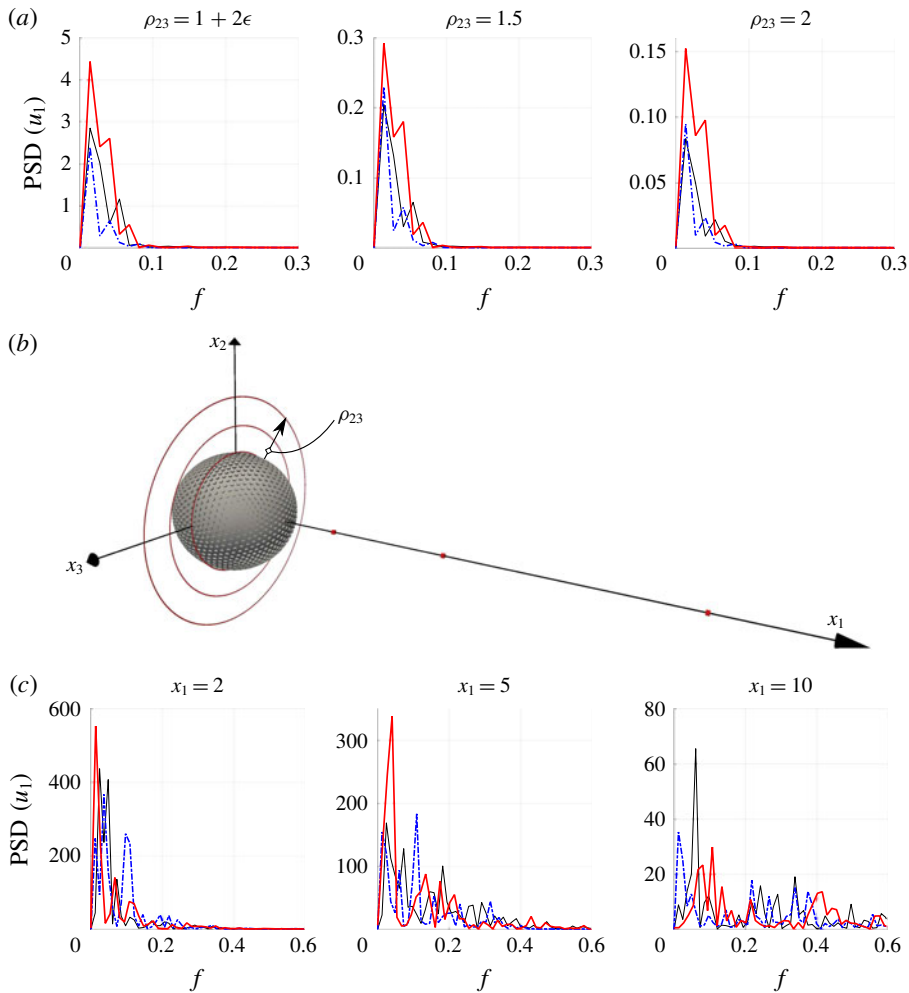 (a) ρ23 = 1 + 2ϵ ρ23 = 1.5 ρ23 = 2
5 0.3 0.15
4
3 0.2 0.10
2
1 0.1 0.05
PSD (u1)
0 0.1 0.2 0.3 0 0.1 0.2 0.3 0 0.1 0.2 0.3
f f f
(b)
x2
ρ23
x3
x1
(c) x1 = 2 x1 = 5 x1 = 10
600 300 80
400 200 60
200 100 40
20
PSD (u1)
0 0.2 0.4 0.6 0 0.2 0.4 0.6 0 0.2 0.4 0.6
f f f